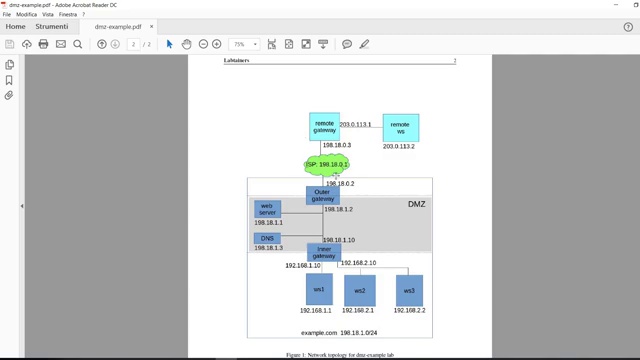 dmz-example.pdf - Adobe Acrobat Reader DC
File Modifica Vista Finestra ?
Home Strumenti dmz-example.pdf ×
2 / 2 75%
Labtainers 2
remote gateway
203.0.113.1
remote ws
203.0.113.2
198.18.0.3
ISP: 198.18.0.1
198.18.0.2
Outer gateway
DMZ
web server
198.18.1.2
198.18.1.1
DNS
198.18.1.3
198.18.1.10
Inner gateway
192.168.1.10
192.168.2.10
ws1
ws2
ws3
192.168.1.1
192.168.2.1
192.168.2.2
example.com 198.18.1.0/24
Figure 1: Network topology for dmz-example lab